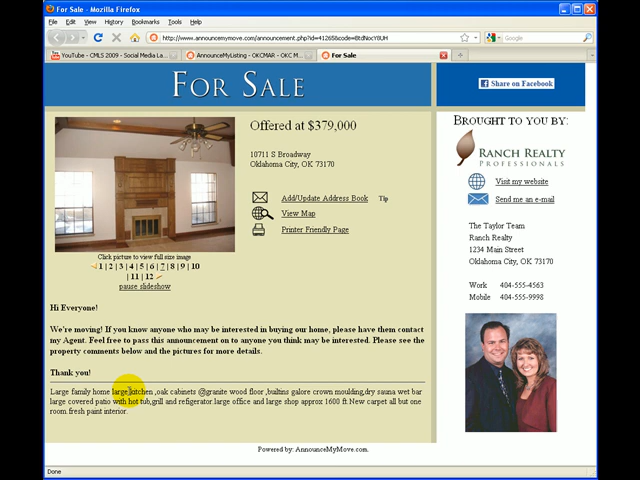 For Sale - Mozilla Firefox
File Edit View History Bookmarks Tools Help
http://www.announcemymove.com/announcement.php?id=41265&code=BtdNocY8UH
Google
YouTube - CMLS 2009 - Social Media La...
AnnounceMyListing - OKCMAR - OKC M...
For Sale
FOR SALE
Share on Facebook
Offered at $379,000
10711 S Broadway
Oklahoma City, OK 73170
Add/Update Address Book Tip
View Map
Printer Friendly Page
Click picture to view full size image
1 | 2 | 3 | 4 | 5 | 6 | 7 | 8 | 9 | 10
| 11 | 12
pause slideshow
Hi Everyone!
We're moving! If you know anyone who may be interested in buying our home, please have them contact
my Agent. Feel free to pass this announcement on to anyone you think may be interested. Please see the
property comments below and the pictures for more details.
Thank you!
Large family home large kitchen ,oak cabinets @granite wood floor ,builtins galore crown moulding,dry sauna wet bar
large covered patio with hot tub,grill and refigerator.large office and large shop approx 1600 ft.New carpet all but one
room.fresh paint interior.
BROUGHT TO YOU BY:
RANCH REALTY
PROFESSIONALS
Visit my website
Send me an e-mail
The Taylor Team
Ranch Realty
1234 Main Street
Oklahoma City, OK 73170
Work 404-555-4563
Mobile 404-555-9998
Powered by: AnnounceMyMove.com.
Done